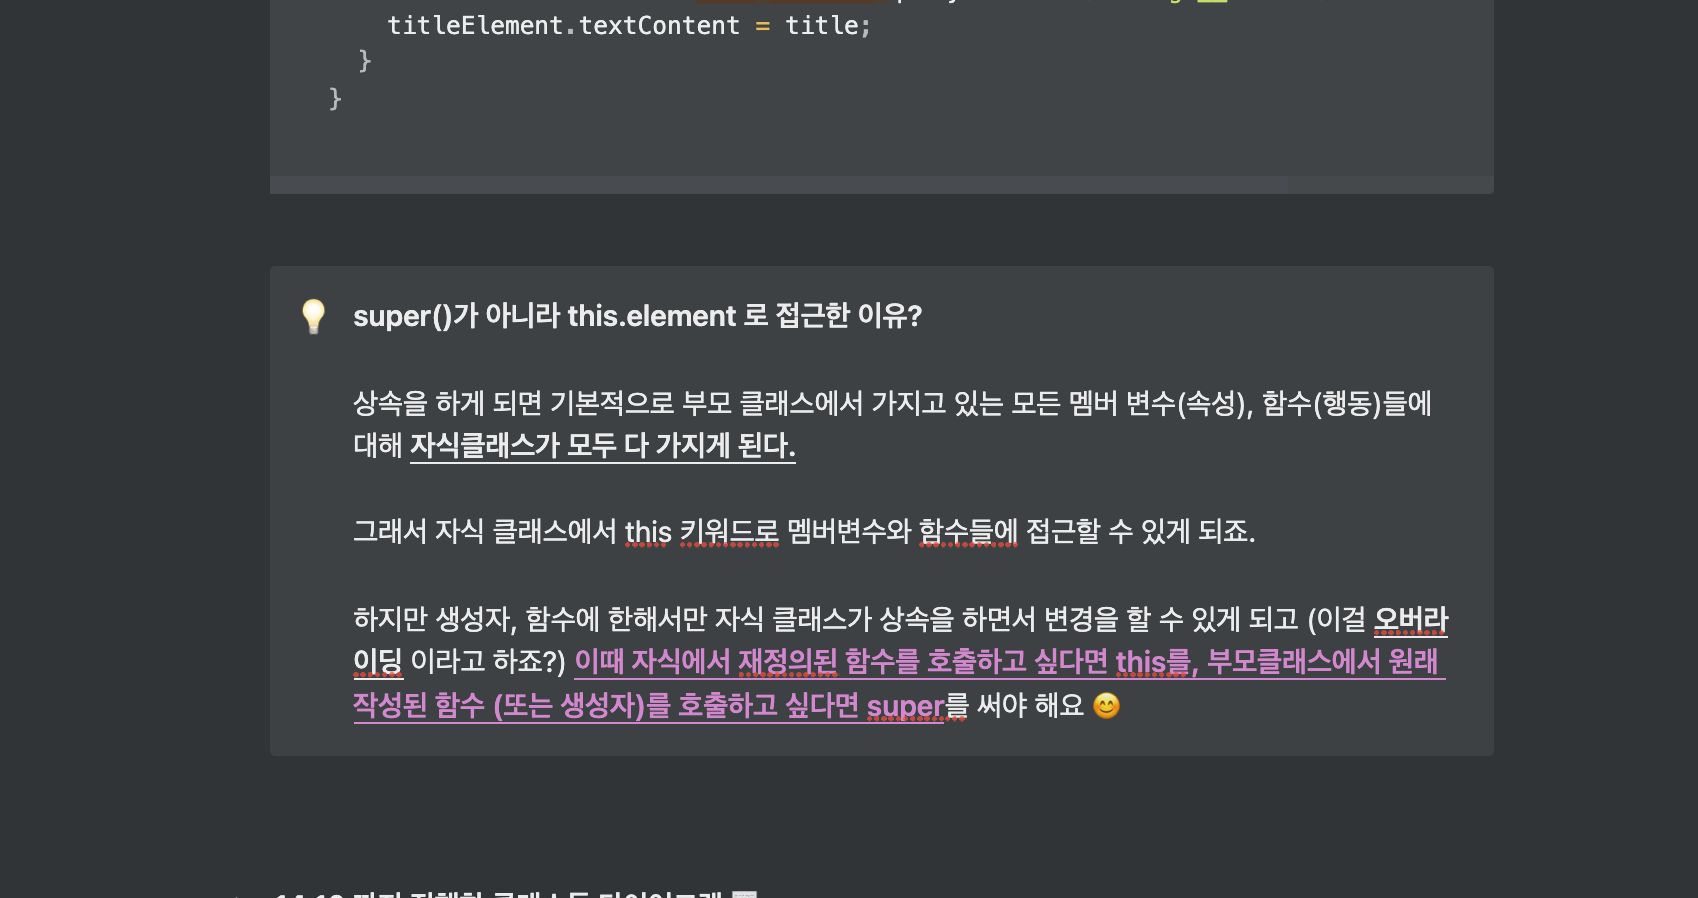 titleElement.textContent = title;
}
}
super()가 아니라 this.element 로 접근한 이유?
상속을 하게 되면 기본적으로 부모 클래스에서 가지고 있는 모든 멤버 변수(속성), 함수(행동)들에
대해 자식클래스가 모두 다 가지게 된다.
그래서 자식 클래스에서 this 키워드로 멤버변수와 함수들에 접근할 수 있게 되죠.
하지만 생성자, 함수에 한해서만 자식 클래스가 상속을 하면서 변경을 할 수 있게 되고 (이걸 오버라
이딩 이라고 하죠?) 이때 자식에서 재정의된 함수를 호출하고 싶다면 this를, 부모클래스에서 원래
작성된 함수 (또는 생성자)를 호출하고 싶다면 super를 써야 해요 😊